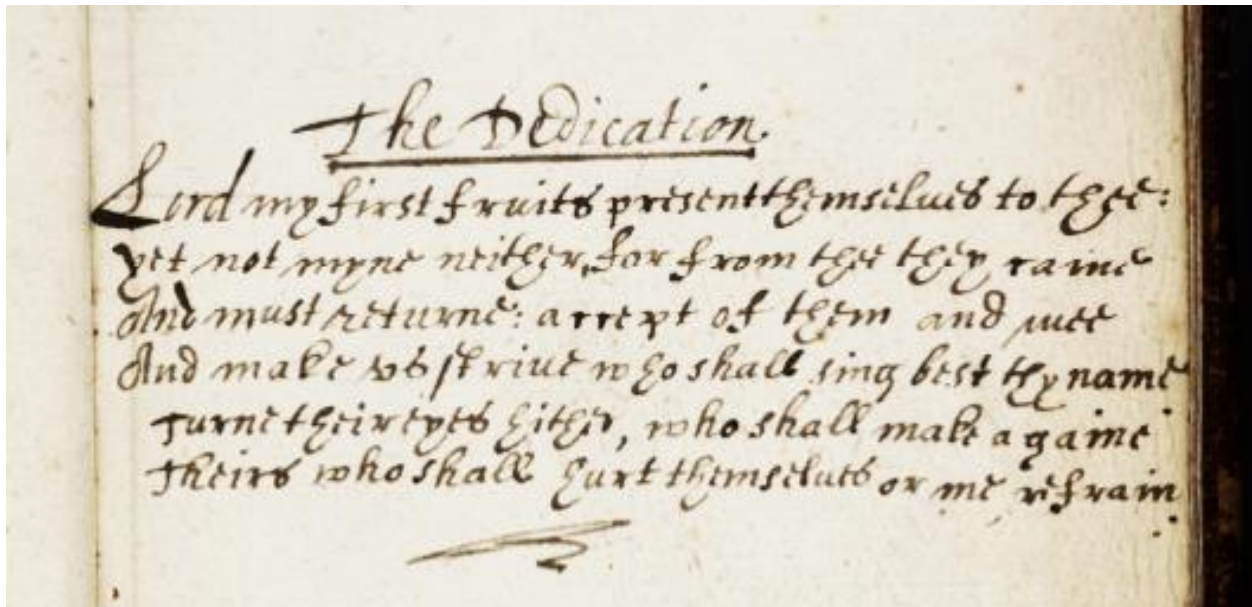 The Dedication.
Lord my first fruits present themselues to thee:
yet not myne neither, for from thee they came
And must returne: accept of them and mee
And make vs striue who shall sing best thy name
Turne their eyes hither, who shall make a gaine
Theirs who shall hurt themselues or me refrain.